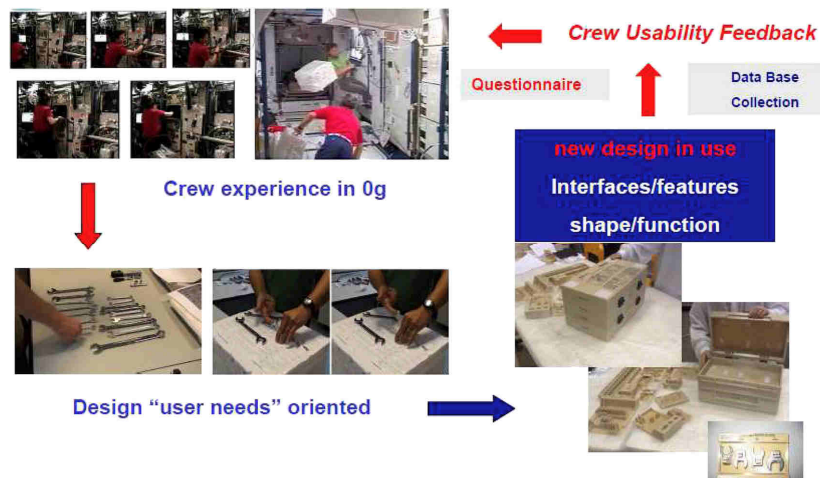 Crew Usability Feedback
Questionnaire
Data Base
Collection
new design in use
Interfaces/features
shape/function
Crew experience in 0g
Design “user needs” oriented